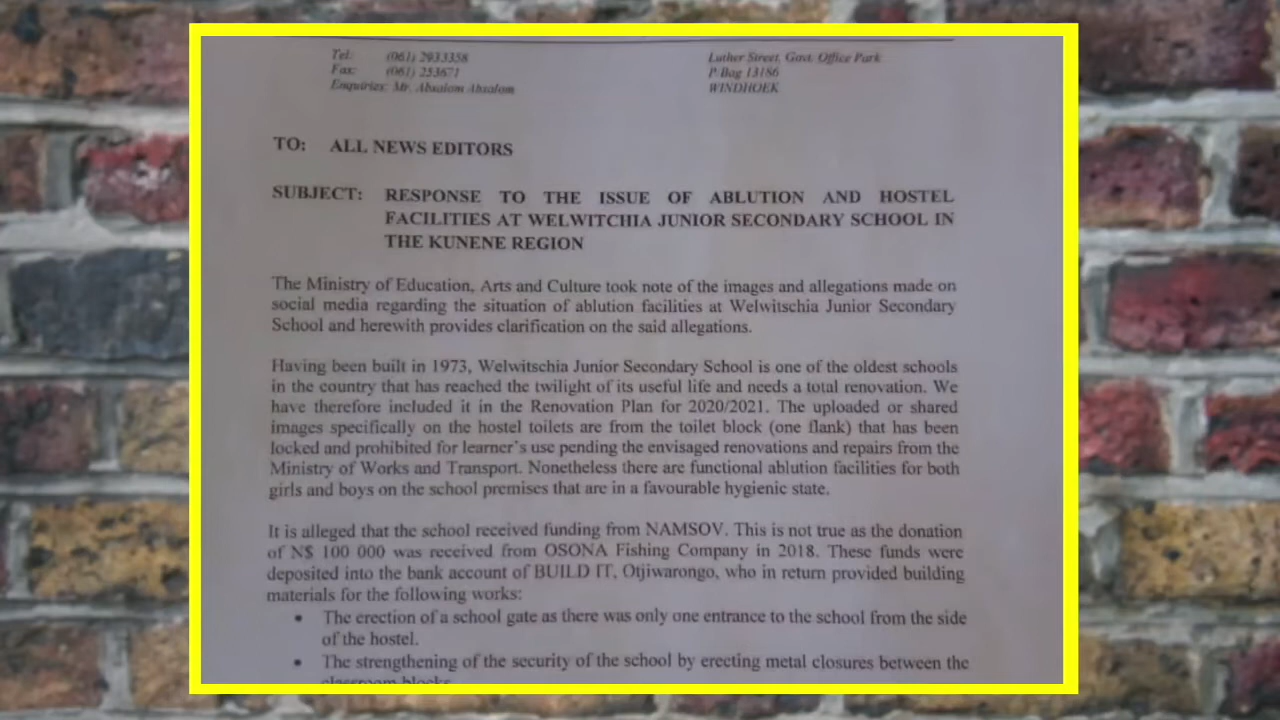 Tel: (061) 2933358
Luther Street, Govt. Office Park
Fax: (061) 253671
P/Bag 13186
Enquiries: Mr. Absalom Absalom
WINDHOEK
TO: ALL NEWS EDITORS
SUBJECT: RESPONSE TO THE ISSUE OF ABLUTION AND HOSTEL
FACILITIES AT WELWITCHIA JUNIOR SECONDARY SCHOOL IN
THE KUNENE REGION
The Ministry of Education, Arts and Culture took note of the images and allegations made on
social media regarding the situation of ablution facilities at Welwitschia Junior Secondary
School and herewith provides clarification on the said allegations.
Having been built in 1973, Welwitschia Junior Secondary School is one of the oldest schools
in the country that has reached the twilight of its useful life and needs a total renovation. We
have therefore included it in the Renovation Plan for 2020/2021. The uploaded or shared
images specifically on the hostel toilets are from the toilet block (one flank) that has been
locked and prohibited for learner's use pending the envisaged renovations and repairs from the
Ministry of Works and Transport. Nonetheless there are functional ablution facilities for both
girls and boys on the school premises that are in a favourable hygienic state.
It is alleged that the school received funding from NAMSOV. This is not true as the donation
of N$ 100 000 was received from OSONA Fishing Company in 2018. These funds were
deposited into the bank account of BUILD IT, Otjiwarongo, who in return provided building
materials for the following works:
• The erection of a school gate as there was only one entrance to the school from the side
of the hostel.
• The strengthening of the security of the school by erecting metal closures between the
classroom blocks.